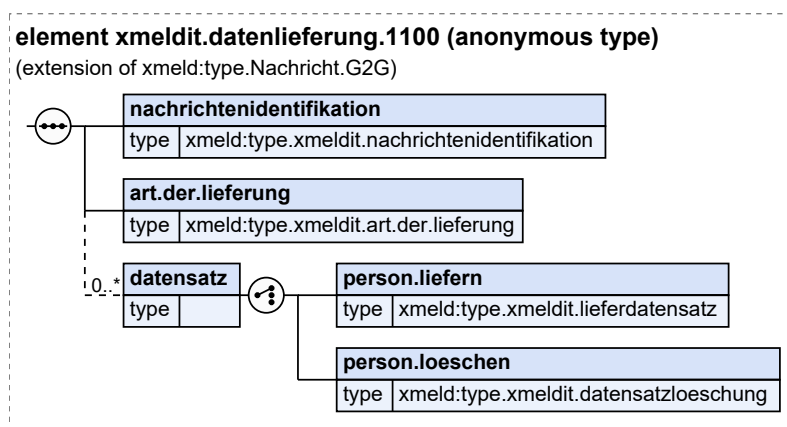 element xmeldit.datenlieferung.1100 (anonymous type)
(extension of xmeld:type.Nachricht.G2G)
nachrichtenidentifikation
type xmeld:type.xmeldit.nachrichtenidentifikation
art.der.lieferung
type xmeld:type.xmeldit.art.der.lieferung
0..* datensatz
type
person.liefern
type xmeld:type.xmeldit.lieferdatensatz
person.loeschen
type xmeld:type.xmeldit.datensatzloeschung